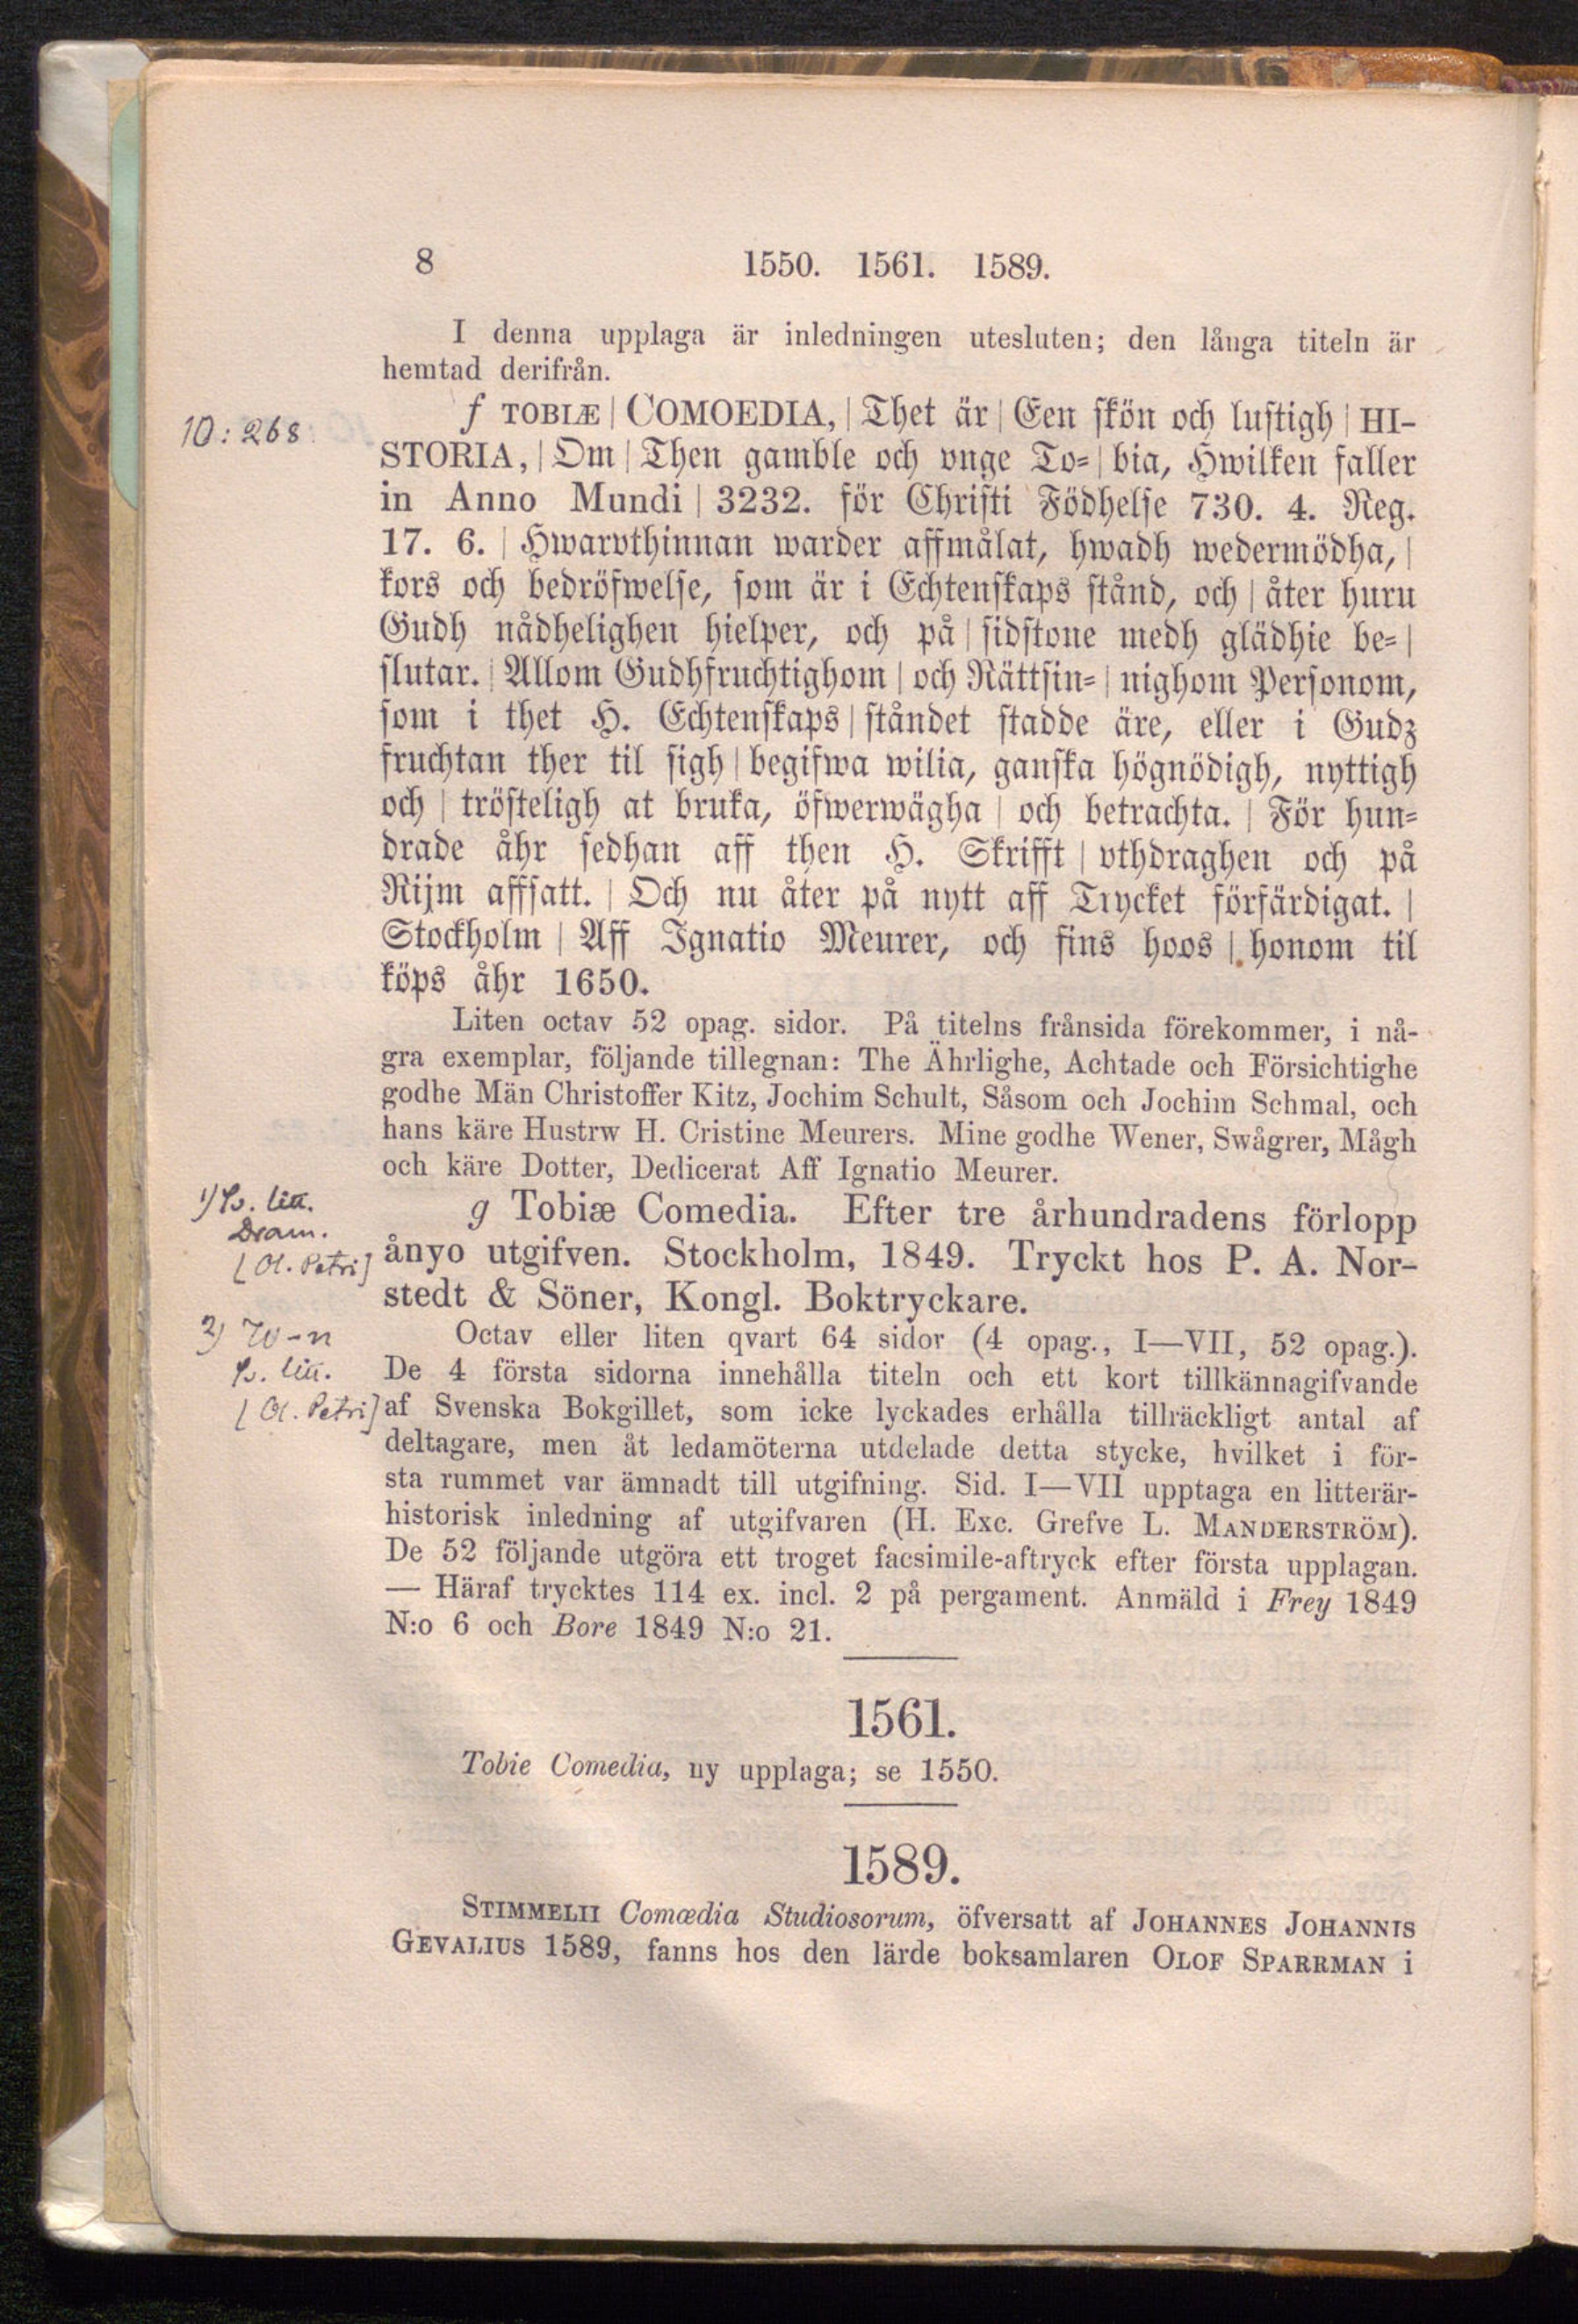 8 1550. 1561. 1589.
I denna upplaga är inledningen utesluten; den långa titeln är
hemtad derifrån.
10:268
f TOBIÆ | COMOEDIA, | Thet är | Een skön och lustigh | HI-
STORIA, | Om | Then gamble och vnge To-| bia, Hwilken faller
in Anno Mundi | 3232. för Christi Födhelse 730. 4. Reg.
17. 6. | Hwarvthinnan warder affmålat, hwadh wedermödha, |
kors och bedröfwelse, som är i Echtenskaps stånd, och | åter huru
Gudh nådhelighen hielper, och på | sidstone medh glädhie be-|
slutar. | Allom Gudhfruchtighom | och Rättsin-| nighom Personom,
som i thet H. Echtenskaps | ståndet stadde äre, eller i Gudz
fruchtan ther til sigh | begifwa wilia, ganska högnödigh, nyttigh
och | trösteligh at bruka, öfwerwägha | och betrachta. | För hun-
drade åhr sedhan aff then H. Skrifft | vthdraghen och på
Rijm affsatt. | Och nu åter på nytt aff Trycket förfärdigat. |
Stockholm | Aff Ignatio Meurer, och fins hoos | honom til
köps åhr 1650.
Liten octav 52 opag. sidor. På titelns frånsida förekommer, i nå-
gra exemplar, följande tillegnan: The Ährlighe, Achtade och Försichtighe
godhe Män Christoffer Kitz, Jochim Schult, Såsom och Jochim Schmal, och
hans käre Hustrw H. Cristine Meurers. Mine godhe Wener, Swågrer, Mågh
och käre Dotter, Dedicerat Aff Ignatio Meurer.
1) Sv. litt.
Dram.
[Ol. Petri]
g Tobiæ Comedia. Efter tre århundradens förlopp
ånyo utgifven. Stockholm, 1849. Tryckt hos P. A. Nor-
stedt & Söner, Kongl. Boktryckare.
2)
Sv. litt.
[Ol. Petri]
Octav eller liten qvart 64 sidor (4 opag., I—VII, 52 opag.).
De 4 första sidorna innehålla titeln och ett kort tillkännagifvande
af Svenska Bokgillet, som icke lyckades erhålla tillräckligt antal af
deltagare, men åt ledamöterna utdelade detta stycke, hvilket i för-
sta rummet var ämnadt till utgifning. Sid. I—VII upptaga en litterär-
historisk inledning af utgifvaren (H. Exc. Grefve L. MANDERSTRÖM).
De 52 följande utgöra ett troget facsimile-aftryck efter första upplagan.
— Häraf trycktes 114 ex. incl. 2 på pergament. Anmäld i Frey 1849
N:o 6 och Bore 1849 N:o 21.
1561.
Tobie Comedia, ny upplaga; se 1550.
1589.
STIMMELII Comœdia Studiosorum, öfversatt af JOHANNES JOHANNIS
GEVALIUS 1589, fanns hos den lärde boksamlaren OLOF SPARRMAN i